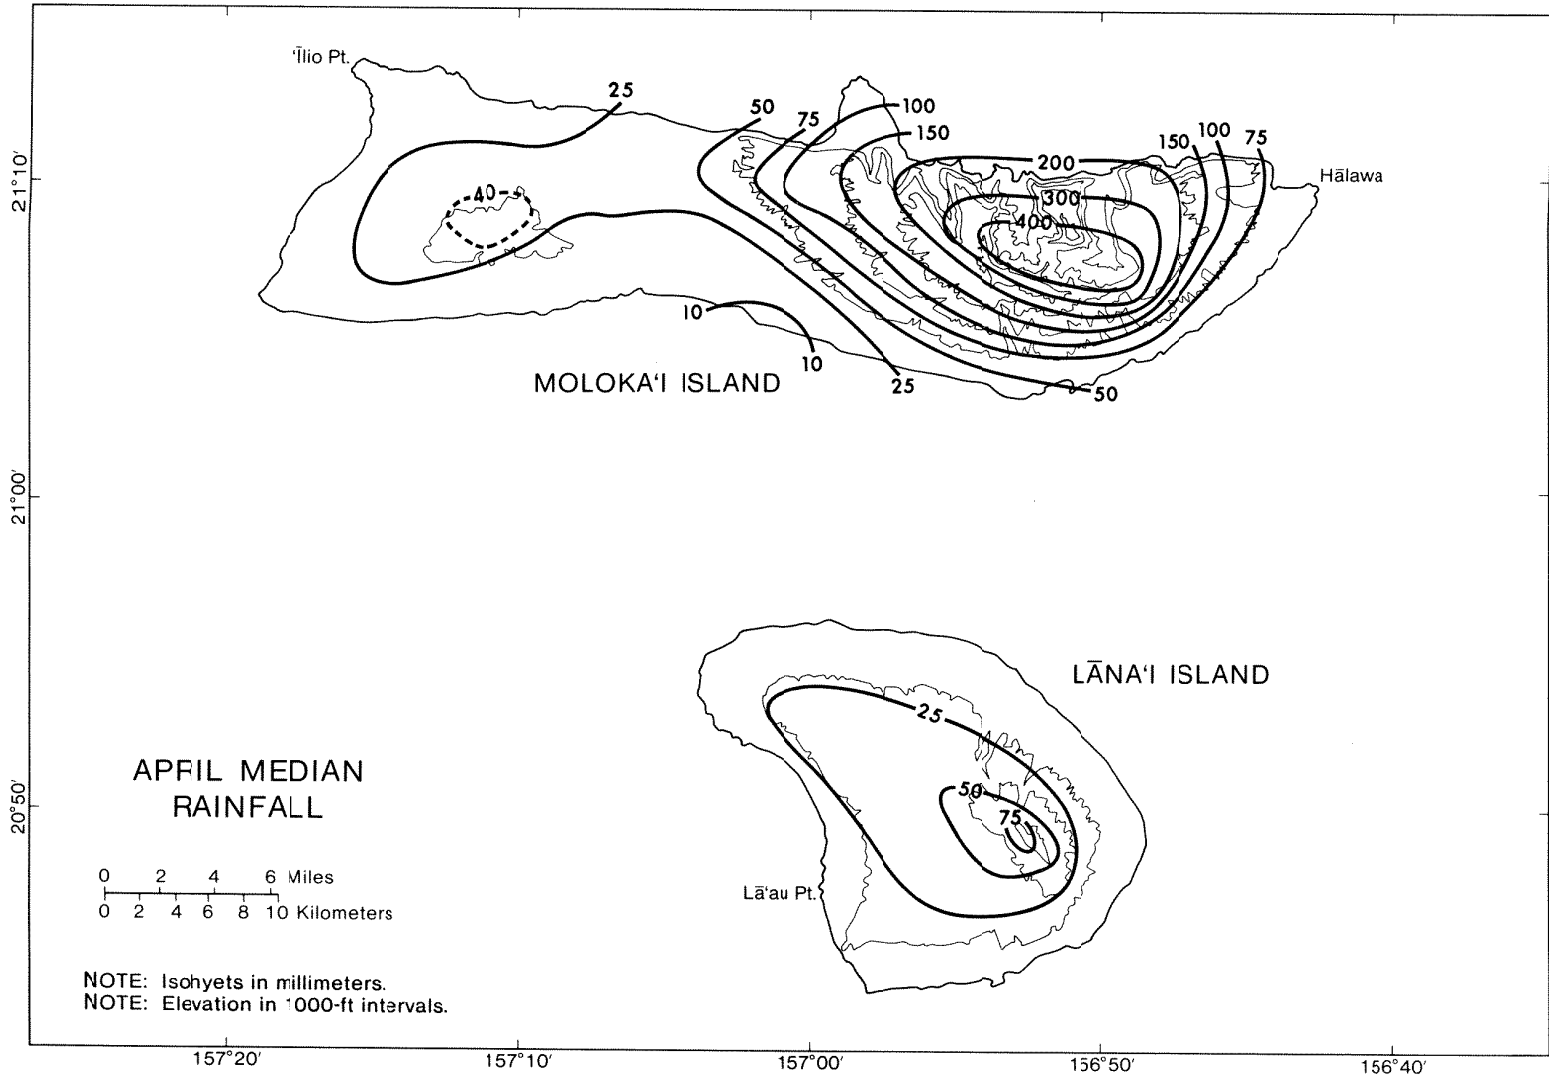 ʻĪlio Pt.
25
50
75
100
150
200
150
100
75
Hālawa
40
300
400
10
10
25
50
MOLOKAʻI ISLAND
21°10′
21°00′
20°50′
LĀNAʻI ISLAND
25
50
75
Lāʻau Pt.
APRIL MEDIAN
RAINFALL
0 2 4 6 Miles
0 2 4 6 8 10 Kilometers
NOTE: Isohyets in millimeters.
NOTE: Elevation in 1000-ft intervals.
157°20′ 157°10′ 157°00′ 156°50′ 156°40′